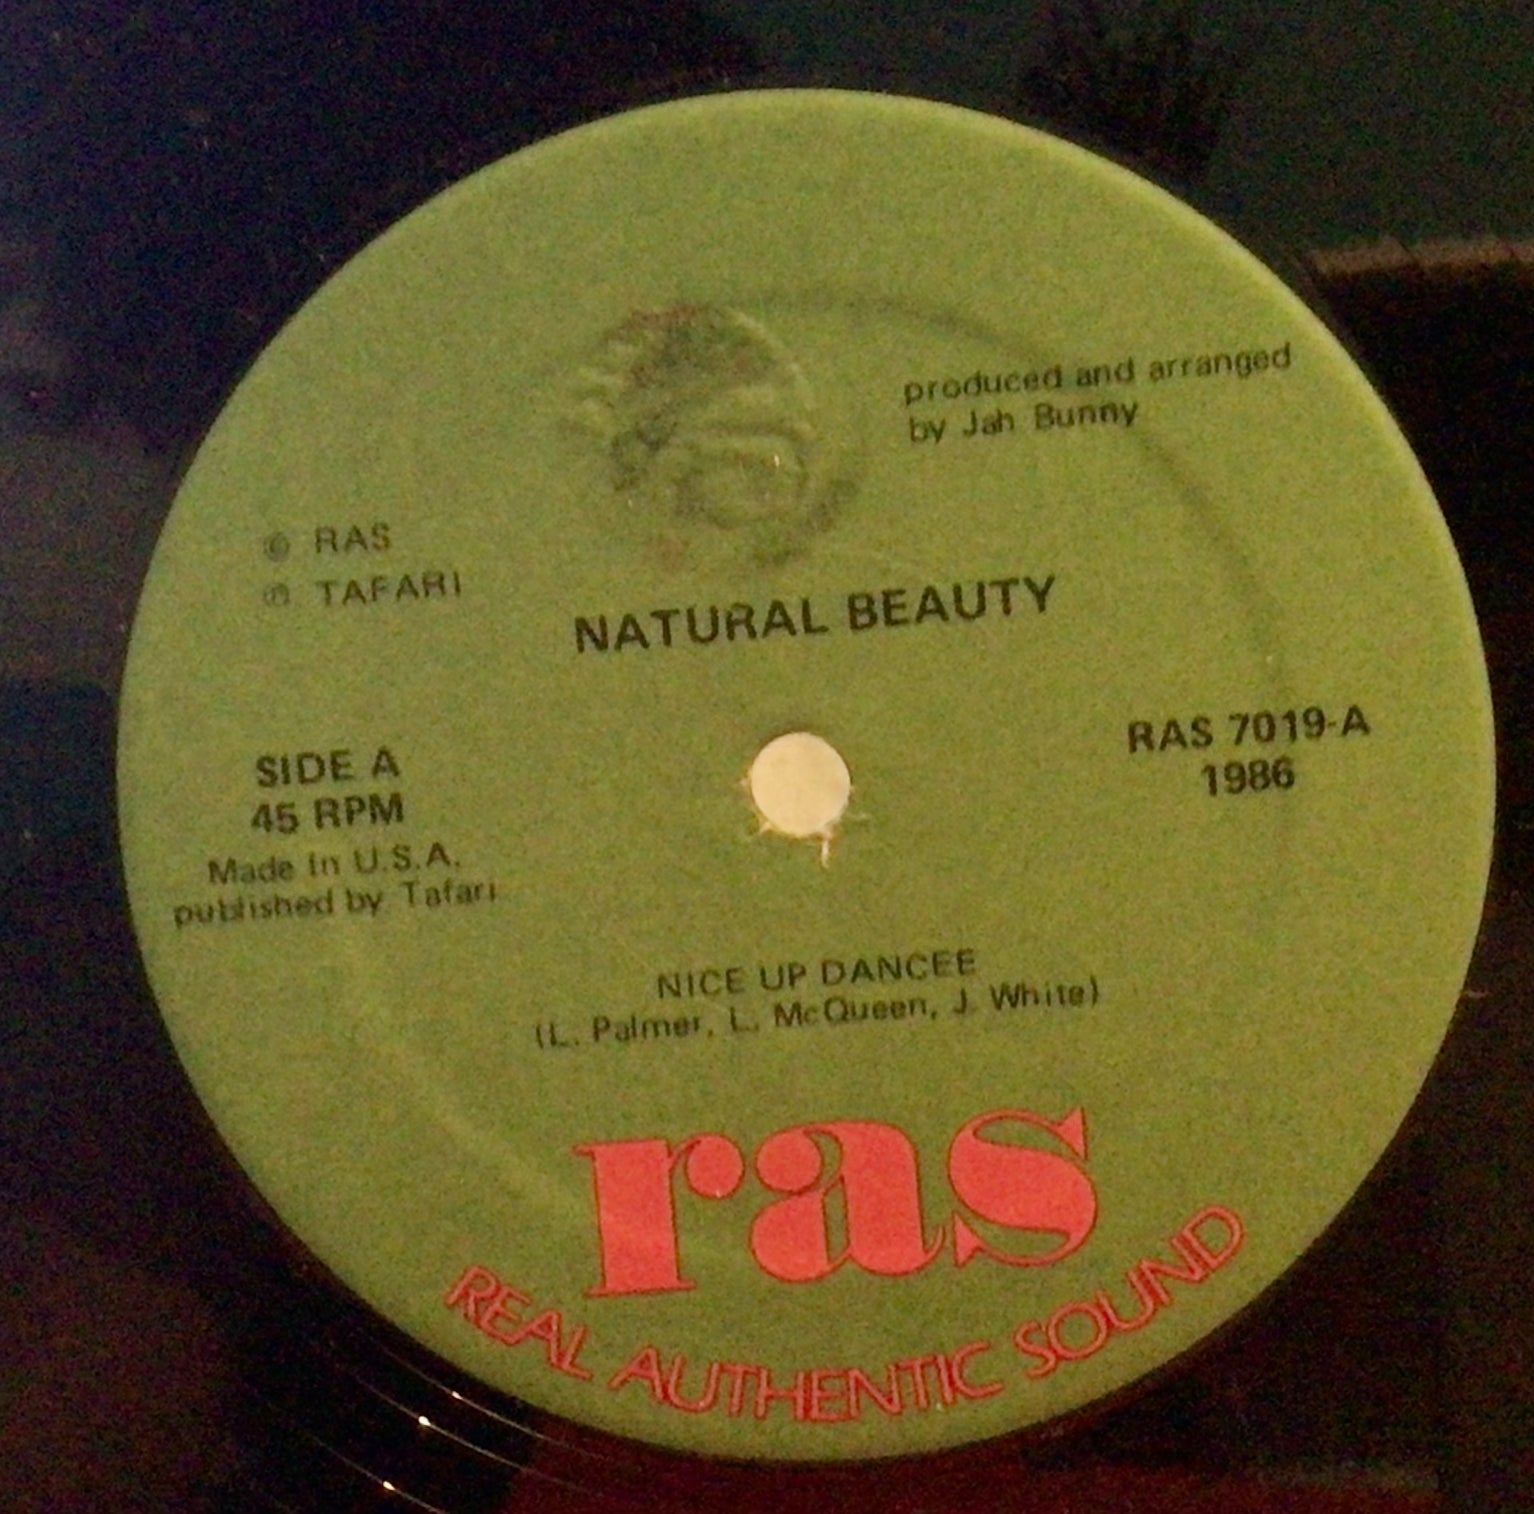 produced and arranged
by Jah Bunny
© RAS
℗ TAFARI
NATURAL BEAUTY
SIDE A
45 RPM
Made In U.S.A.
published by Tafari
RAS 7019-A
1986
NICE UP DANCEE
(L. Palmer, L. McQueen, J. White)
ras
REAL AUTHENTIC SOUND